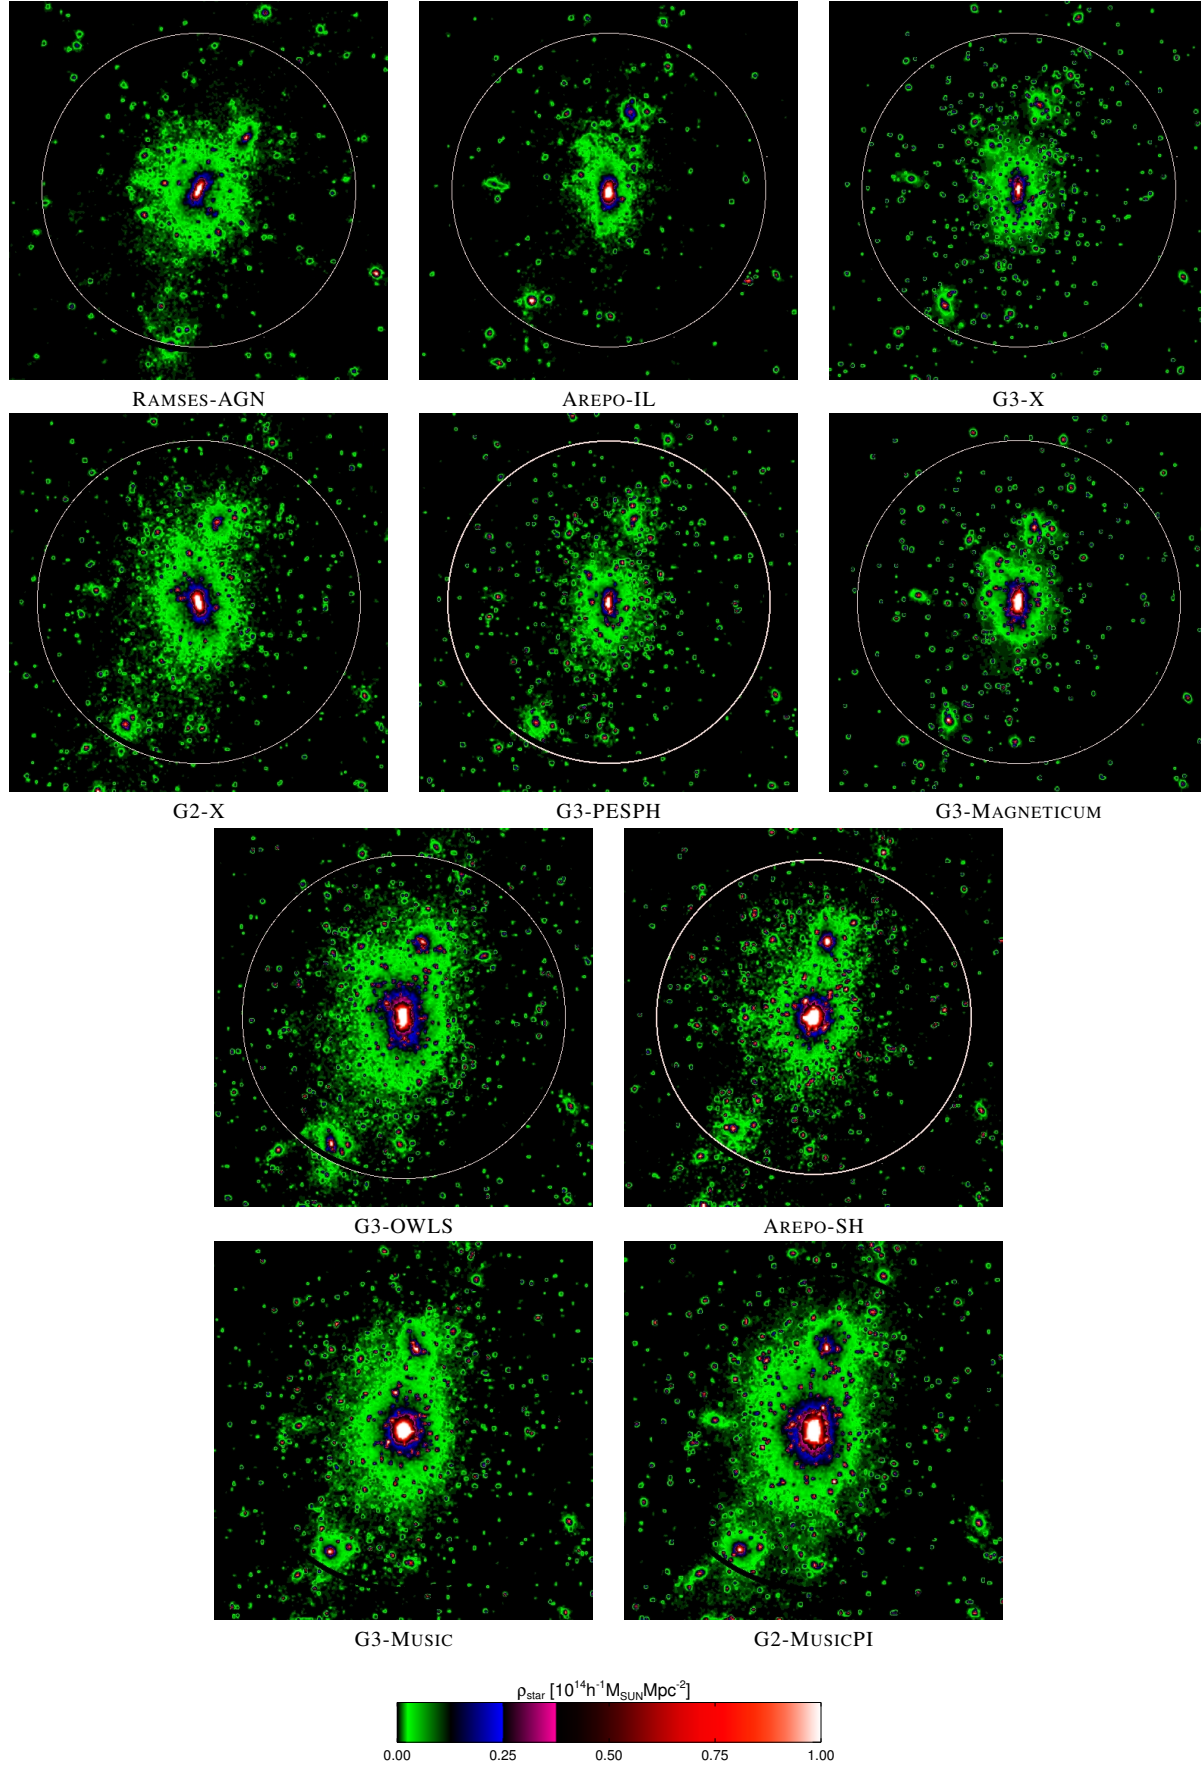 RAMSES-AGN AREPO-IL G3-X
G2-X G3-PESPH G3-MAGNETICUM
G3-OWLS AREPO-SH
G3-MUSIC G2-MUSICPI
ρstar [10¹⁴h⁻¹MSUNMpc⁻²]
0.00 0.25 0.50 0.75 1.00